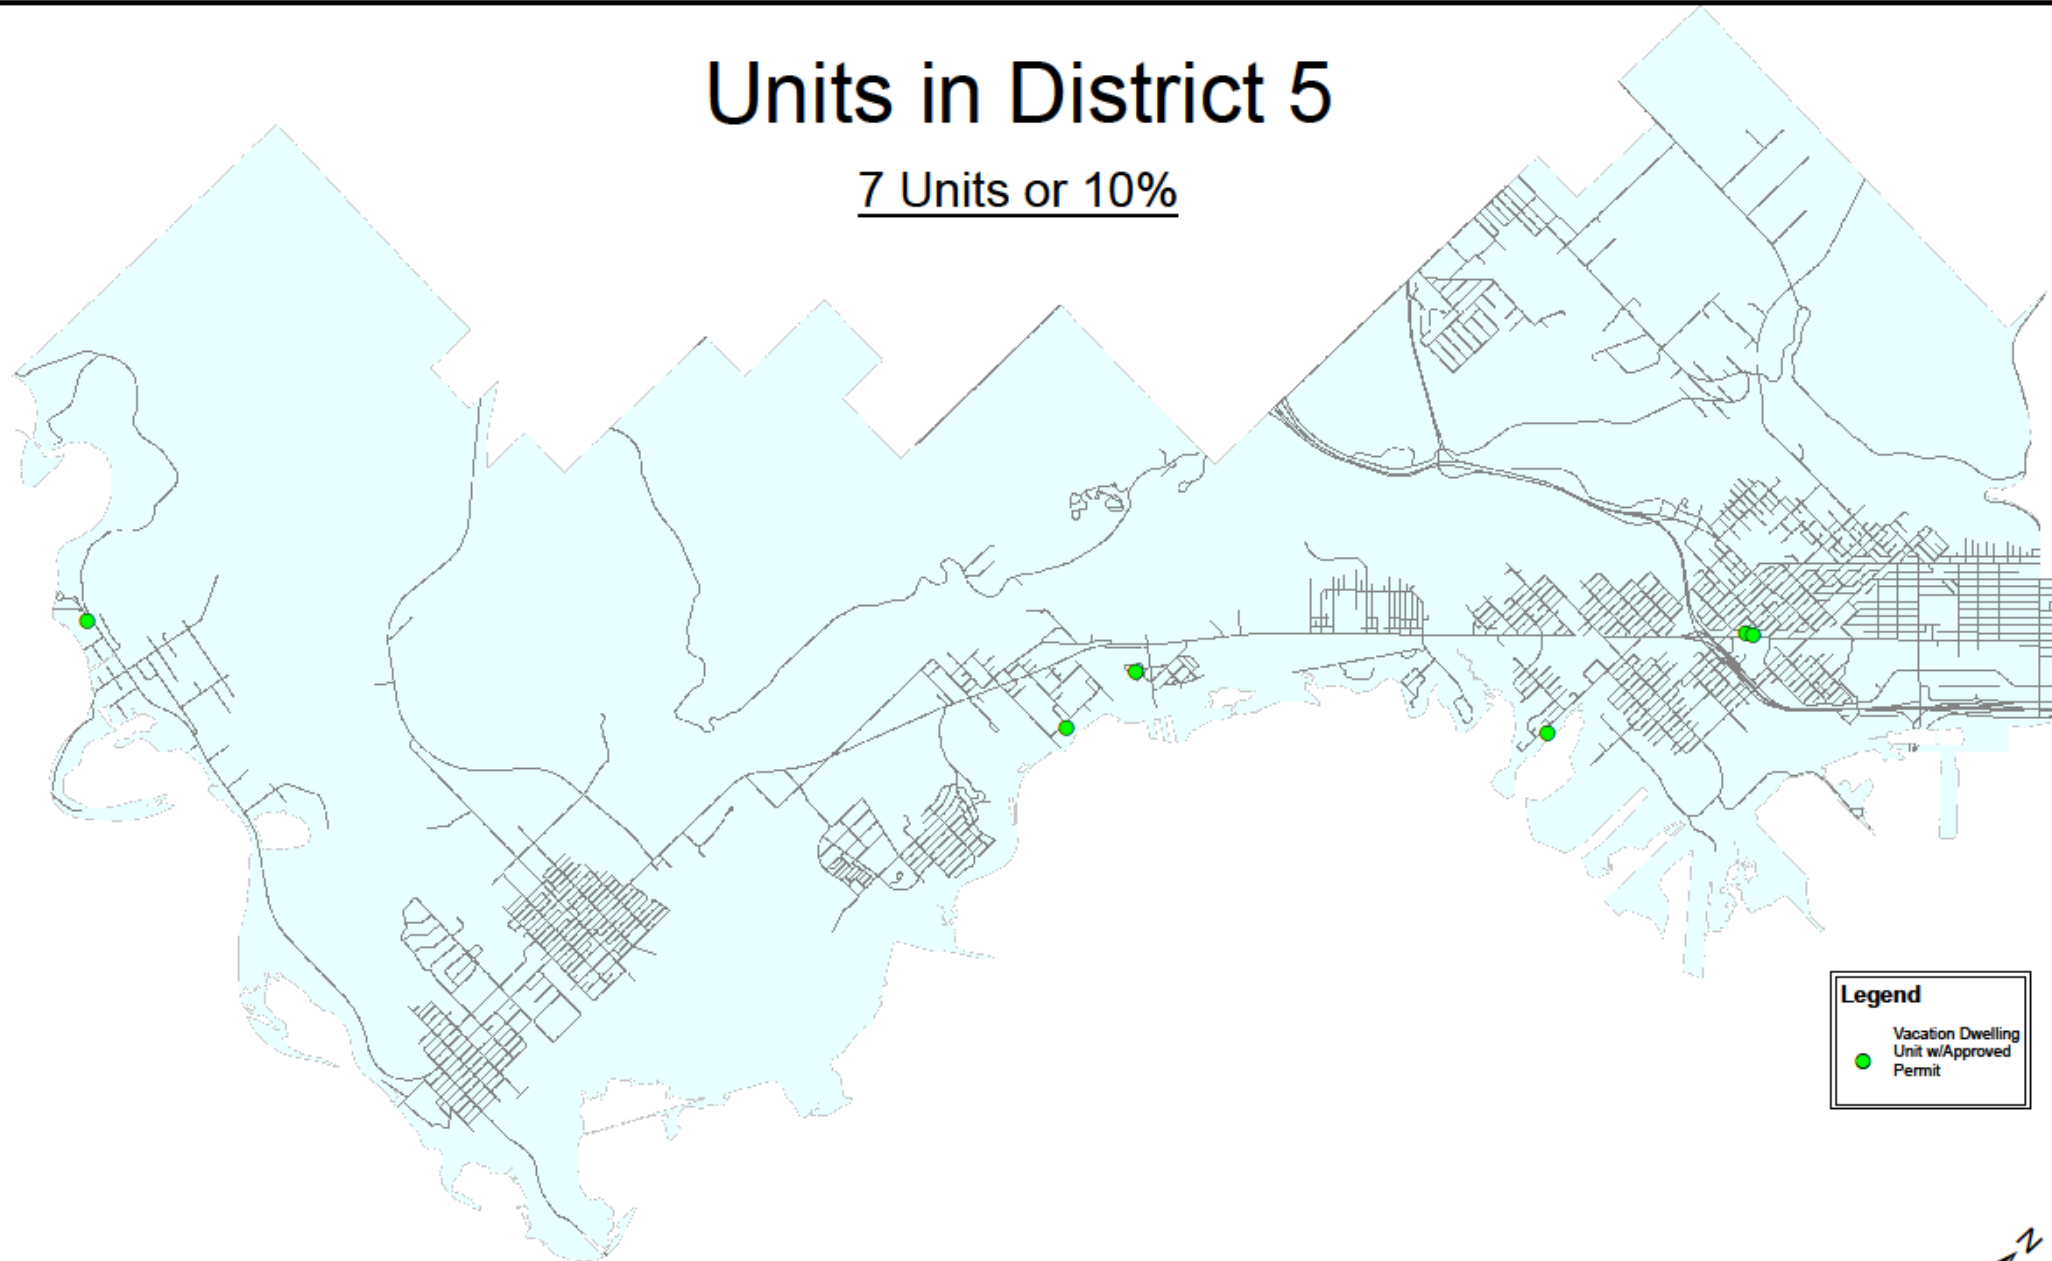 Units in District 5
7 Units or 10%
Legend
Vacation Dwelling
Unit w/Approved
Permit
N